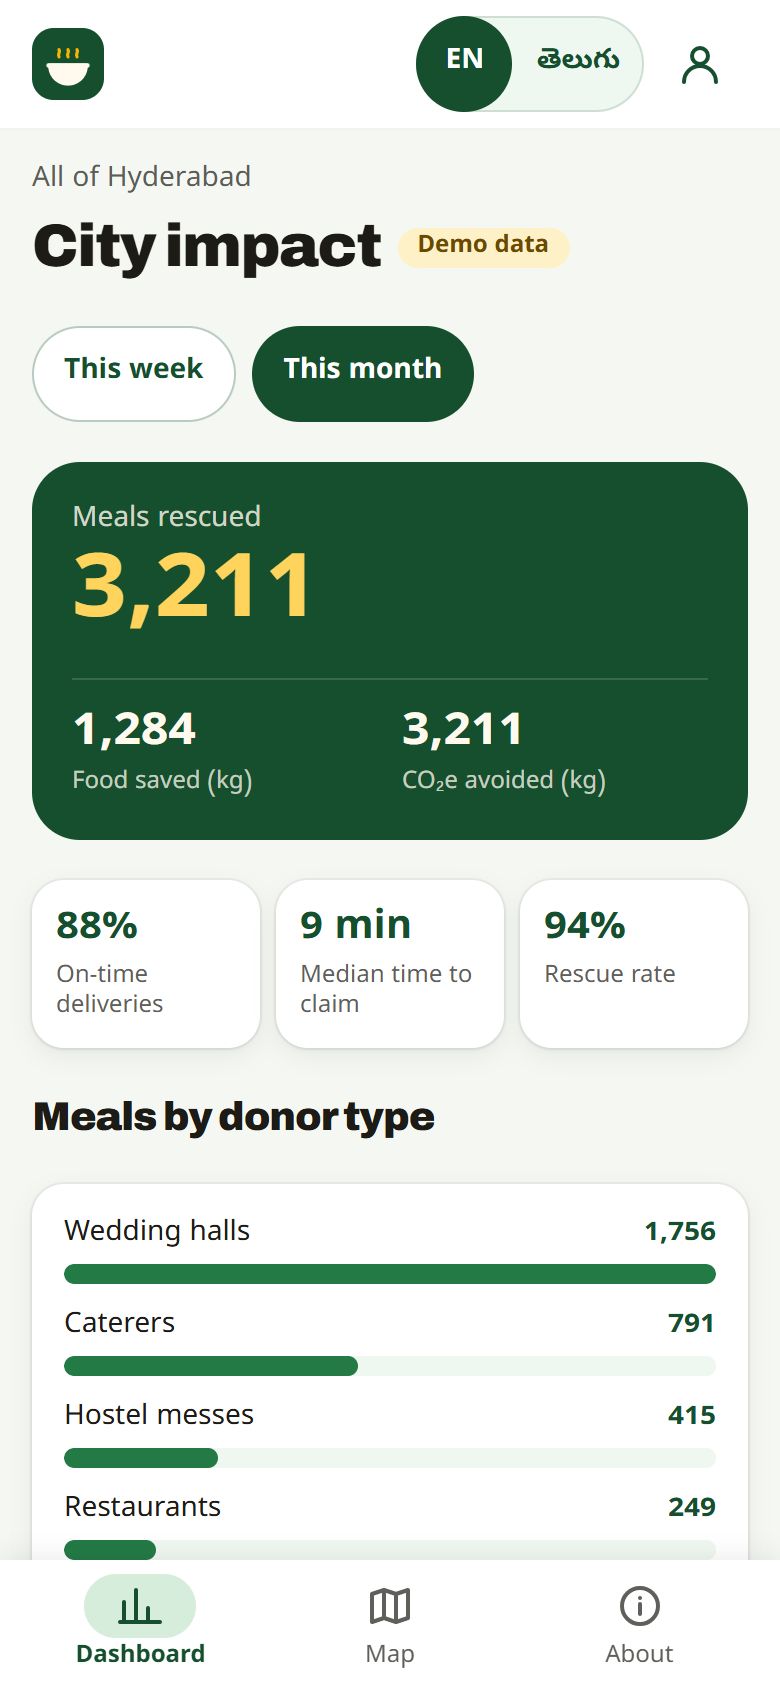 EN
తెలుగు
All of Hyderabad
City impact
Demo data
This week
This month
Meals rescued
3,211
1,284
Food saved (kg)
3,211
CO₂e avoided (kg)
88%
On-time
deliveries
9 min
Median time to
claim
94%
Rescue rate
Meals by donor type
Wedding halls
1,756
Caterers
791
Hostel messes
415
Restaurants
249
Dashboard
Map
About